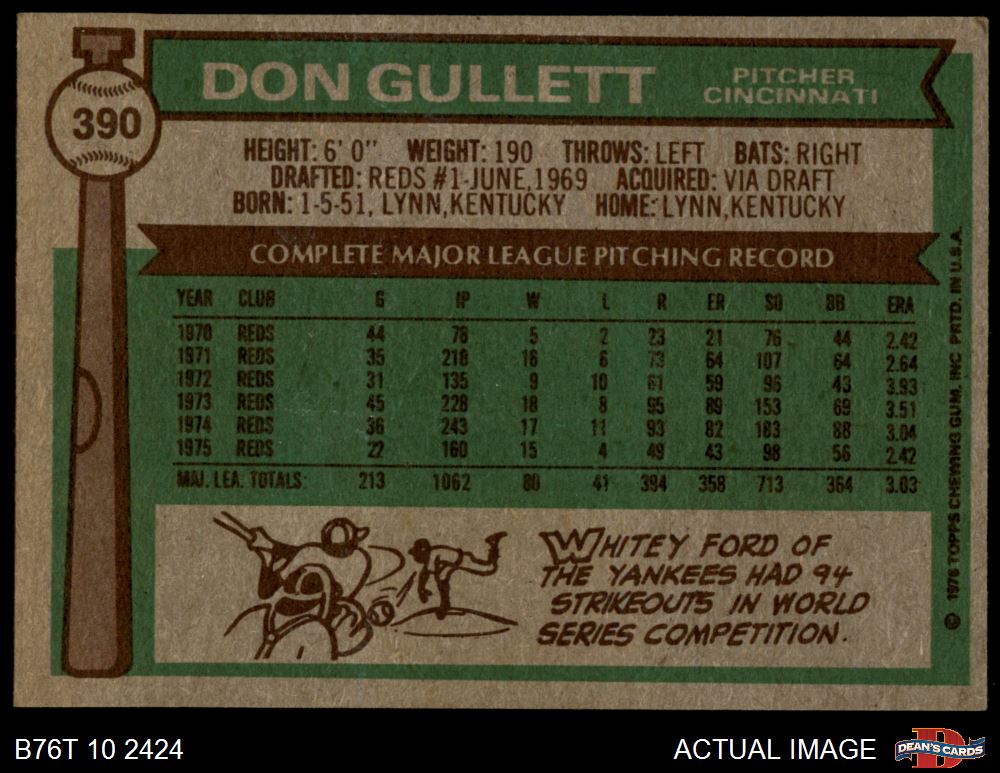 DON GULLETT
PITCHER
CINCINNATI
390
HEIGHT: 6' 0" WEIGHT: 190 THROWS: LEFT BATS: RIGHT
DRAFTED: REDS #1-JUNE, 1969 ACQUIRED: VIA DRAFT
BORN: 1-5-51, LYNN, KENTUCKY HOME: LYNN, KENTUCKY
COMPLETE MAJOR LEAGUE PITCHING RECORD
YEAR CLUB G IP W L R ER SO BB ERA
1970 REDS 44 78 5 2 23 21 76 44 2.42
1971 REDS 35 218 16 6 73 64 107 64 2.64
1972 REDS 31 135 9 10 61 59 96 43 3.93
1973 REDS 45 228 18 8 95 89 153 69 3.51
1974 REDS 36 243 17 11 93 82 183 88 3.04
1975 REDS 22 160 15 4 49 43 98 56 2.42
MAJ. LEA. TOTALS: 213 1062 80 41 394 358 713 364 3.03
WHITEY FORD OF
THE YANKEES HAD 94
STRIKEOUTS IN WORLD
SERIES COMPETITION.
© 1976 TOPPS CHEWING GUM, INC. PRTD. IN U.S.A.
B76T 10 2424
ACTUAL IMAGE
DEAN'S CARDS